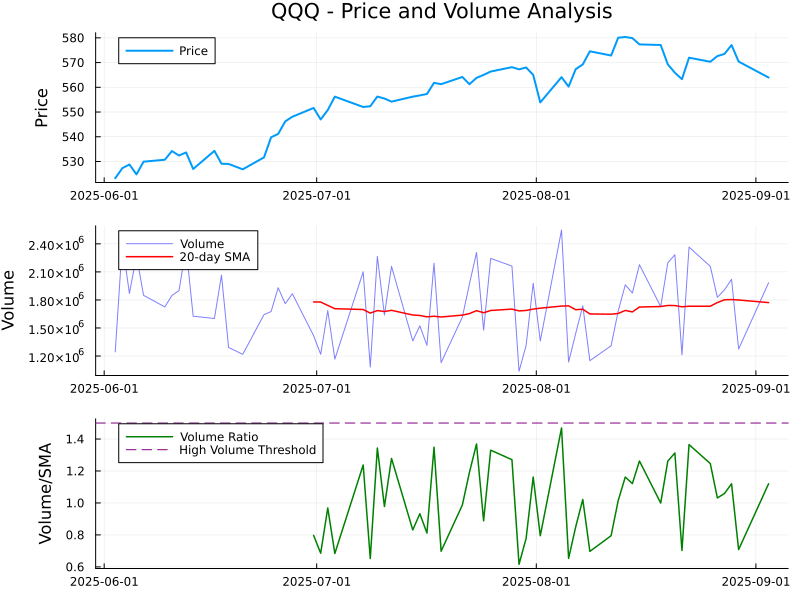 QQQ - Price and Volume Analysis
Price
580
570
560
550
540
530
Price
2025-06-01 2025-07-01 2025-08-01 2025-09-01
Volume
20-day SMA
2.40×10⁶
2.10×10⁶
1.80×10⁶
1.50×10⁶
1.20×10⁶
Volume
2025-06-01 2025-07-01 2025-08-01 2025-09-01
Volume Ratio
High Volume Threshold
1.4
1.2
1.0
0.8
0.6
Volume/SMA
2025-06-01 2025-07-01 2025-08-01 2025-09-01